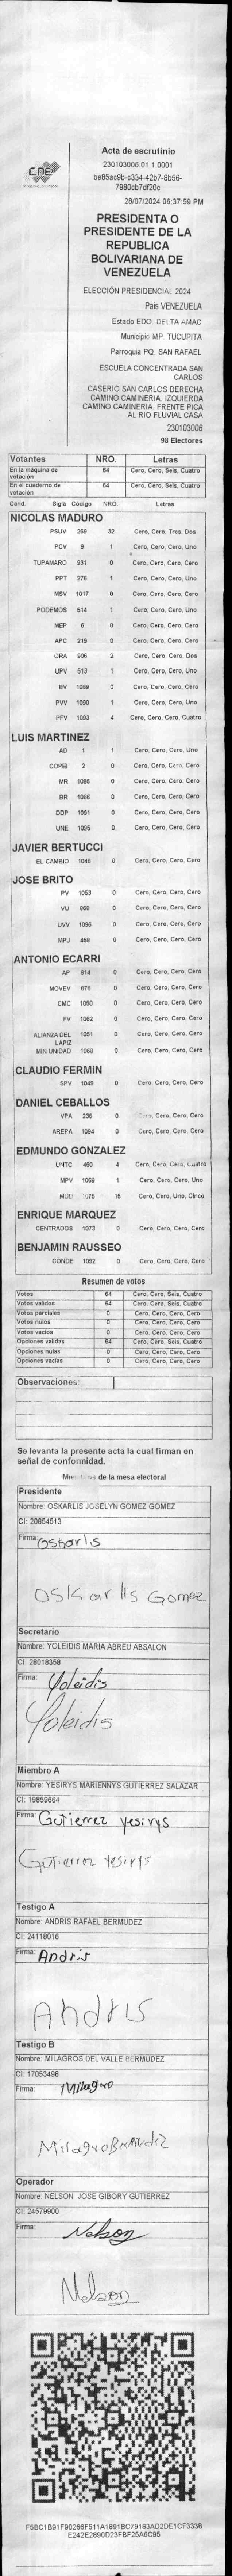 CNE
Acta de escrutinio
230103006.01.1.0001
be85ac9b-c334-42b7-8b56-
7980cb7df20c
28/07/2024 06:37:59 PM
PRESIDENTA O
PRESIDENTE DE LA
REPUBLICA
BOLIVARIANA DE
VENEZUELA
ELECCIÓN PRESIDENCIAL 2024
Pais VENEZUELA
Estado EDO. DELTA AMAC
Municipio MP. TUCUPITA
Parroquia PQ. SAN RAFAEL
ESCUELA CONCENTRADA SAN
CARLOS
CASERIO SAN CARLOS DERECHA
CAMINO CAMINERIA. IZQUIERDA
CAMINO CAMINERIA. FRENTE PICA
AL RIO FLUVIAL CASA
230103006
98 Electores
Votantes NRO. Letras
En la máquina de votación 64 Cero, Cero, Seis, Cuatro
En el cuaderno de votación 64 Cero, Cero, Seis, Cuatro
Cand. Sigla Código NRO. Letras
NICOLAS MADURO
PSUV 269 32 Cero, Cero, Tres, Dos
PCV 9 1 Cero, Cero, Cero, Uno
TUPAMARO 931 0 Cero, Cero, Cero, Cero
PPT 276 1 Cero, Cero, Cero, Uno
MSV 1017 0 Cero, Cero, Cero, Cero
PODEMOS 514 1 Cero, Cero, Cero, Uno
MEP 6 0 Cero, Cero, Cero, Cero
APC 219 0 Cero, Cero, Cero, Cero
ORA 906 2 Cero, Cero, Cero, Dos
UPV 513 1 Cero, Cero, Cero, Uno
EV 1089 0 Cero, Cero, Cero, Cero
PVV 1090 1 Cero, Cero, Cero, Uno
PFV 1093 4 Cero, Cero, Cero, Cuatro
LUIS MARTINEZ
AD 1 1 Cero, Cero, Cero, Uno
COPEI 2 0 Cero, Cero, Cero, Cero
MR 1085 0 Cero, Cero, Cero, Cero
BR 1066 0 Cero, Cero, Cero, Cero
DDP 1091 0 Cero, Cero, Cero, Cero
UNE 1095 0 Cero, Cero, Cero, Cero
JAVIER BERTUCCI
EL CAMBIO 1048 0 Cero, Cero, Cero, Cero
JOSE BRITO
PV 1053 0 Cero, Cero, Cero, Cero
VU 868 0 Cero, Cero, Cero, Cero
UVV 1096 0 Cero, Cero, Cero, Cero
MPJ 458 0 Cero, Cero, Cero, Cero
ANTONIO ECARRI
AP 814 0 Cero, Cero, Cero, Cero
MOVEV 879 0 Cero, Cero, Cero, Cero
CMC 1050 0 Cero, Cero, Cero, Cero
FV 1062 0 Cero, Cero, Cero, Cero
ALIANZA DEL LAPIZ 1051 0 Cero, Cero, Cero, Cero
MIN UNIDAD 1068 0 Cero, Cero, Cero, Cero
CLAUDIO FERMIN
SPV 1049 0 Cero, Cero, Cero, Cero
DANIEL CEBALLOS
VPA 236 0 Cero, Cero, Cero, Cero
AREPA 1094 0 Cero, Cero, Cero, Cero
EDMUNDO GONZALEZ
UNTC 460 4 Cero, Cero, Cero, Cuatro
MPV 1069 1 Cero, Cero, Cero, Uno
MUD 1075 15 Cero, Cero, Uno, Cinco
ENRIQUE MARQUEZ
CENTRADOS 1073 0 Cero, Cero, Cero, Cero
BENJAMIN RAUSSEO
CONDE 1092 0 Cero, Cero, Cero, Cero
Resumen de votos
Votos 64 Cero, Cero, Seis, Cuatro
Votos validos 64 Cero, Cero, Seis, Cuatro
Votos parciales 0 Cero, Cero, Cero, Cero
Votos nulos 0 Cero, Cero, Cero, Cero
Votos vacios 0 Cero, Cero, Cero, Cero
Opciones validas 64 Cero, Cero, Seis, Cuatro
Opciones nulas 0 Cero, Cero, Cero, Cero
Opciones vacias 0 Cero, Cero, Cero, Cero
Observaciones:
Se levanta la presente acta la cual firman en
señal de conformidad.
de la mesa electoral
Presidente
Nombre: OSKARLIS JOSELYN GOMEZ GOMEZ
CI: 20854513
Firma: Oskarlis
Oskarlis Gomez
Secretario
Nombre: YOLEIDIS MARIA ABREU ABSALON
CI: 28018358
Firma: Yoleidis
Yoleidis
Miembro A
Nombre: YESIRYS MARIENNYS GUTIERREZ SALAZAR
CI: 19859664
Firma: Gutierrez yesirys
Gutierrez yesirys
Testigo A
Nombre: ANDRIS RAFAEL BERMUDEZ
CI: 24118016
Firma: Andris
Andris
Testigo B
Nombre: MILAGROS DEL VALLE BERMUDEZ
CI: 17053498
Firma: Milagro
Milagro Bermudez
Operador
Nombre: NELSON JOSE GIBORY GUTIERREZ
CI: 24579900
Firma: Nelson
Nelson
F5BC1B91F90266F511A1891BC79183AD2DE1CF3338
E242E2890D23FBF25A6C95